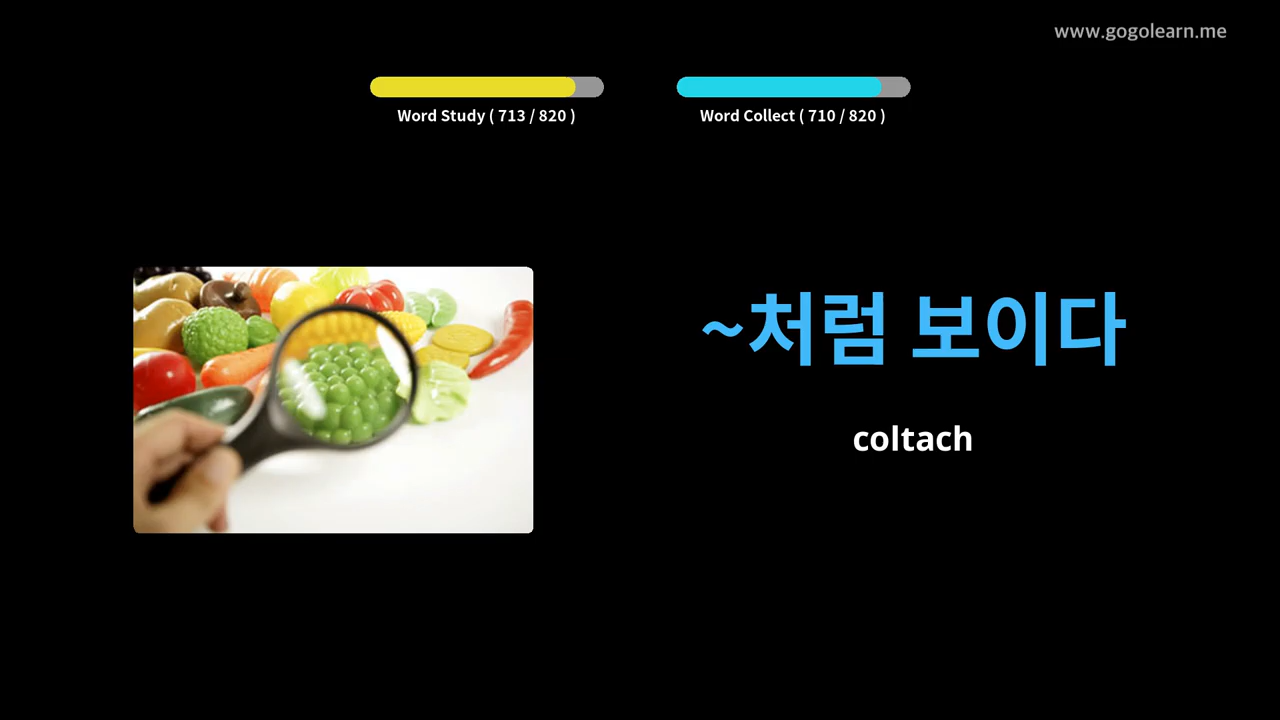 www.gogolearn.me
Word Study ( 713 / 820 )
Word Collect ( 710 / 820 )
~처럼 보이다
coltach